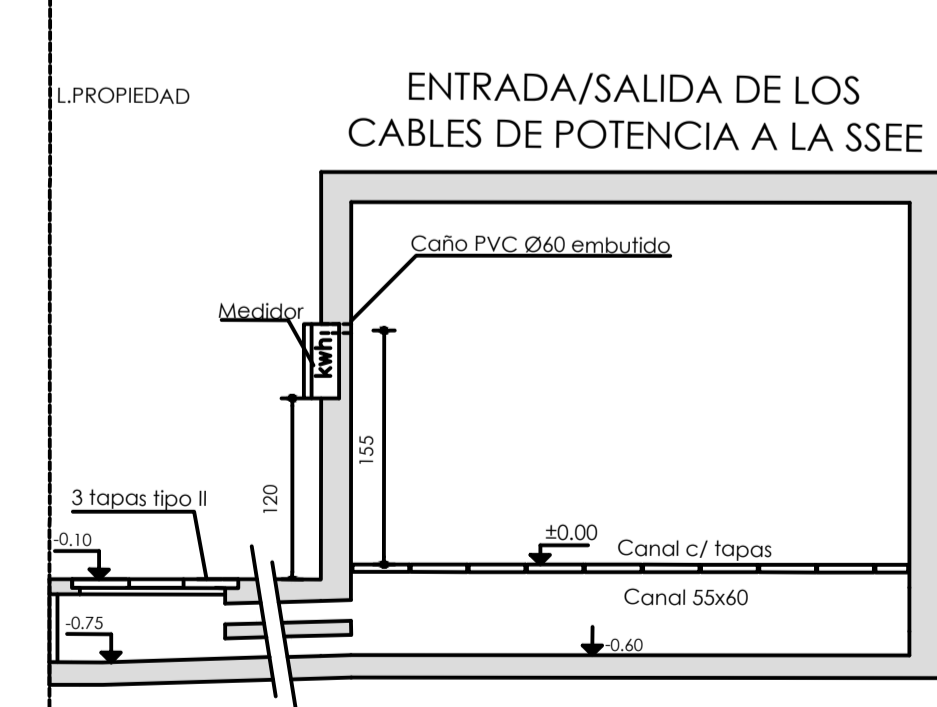 L.PROPIEDAD
ENTRADA/SALIDA DE LOS
CABLES DE POTENCIA A LA SSEE
Caño PVC Ø60 embutido
Medidor
kwh
155
120
3 tapas tipo II
-0.10
±0.00
Canal c/ tapas
Canal 55x60
-0.75
-0.60